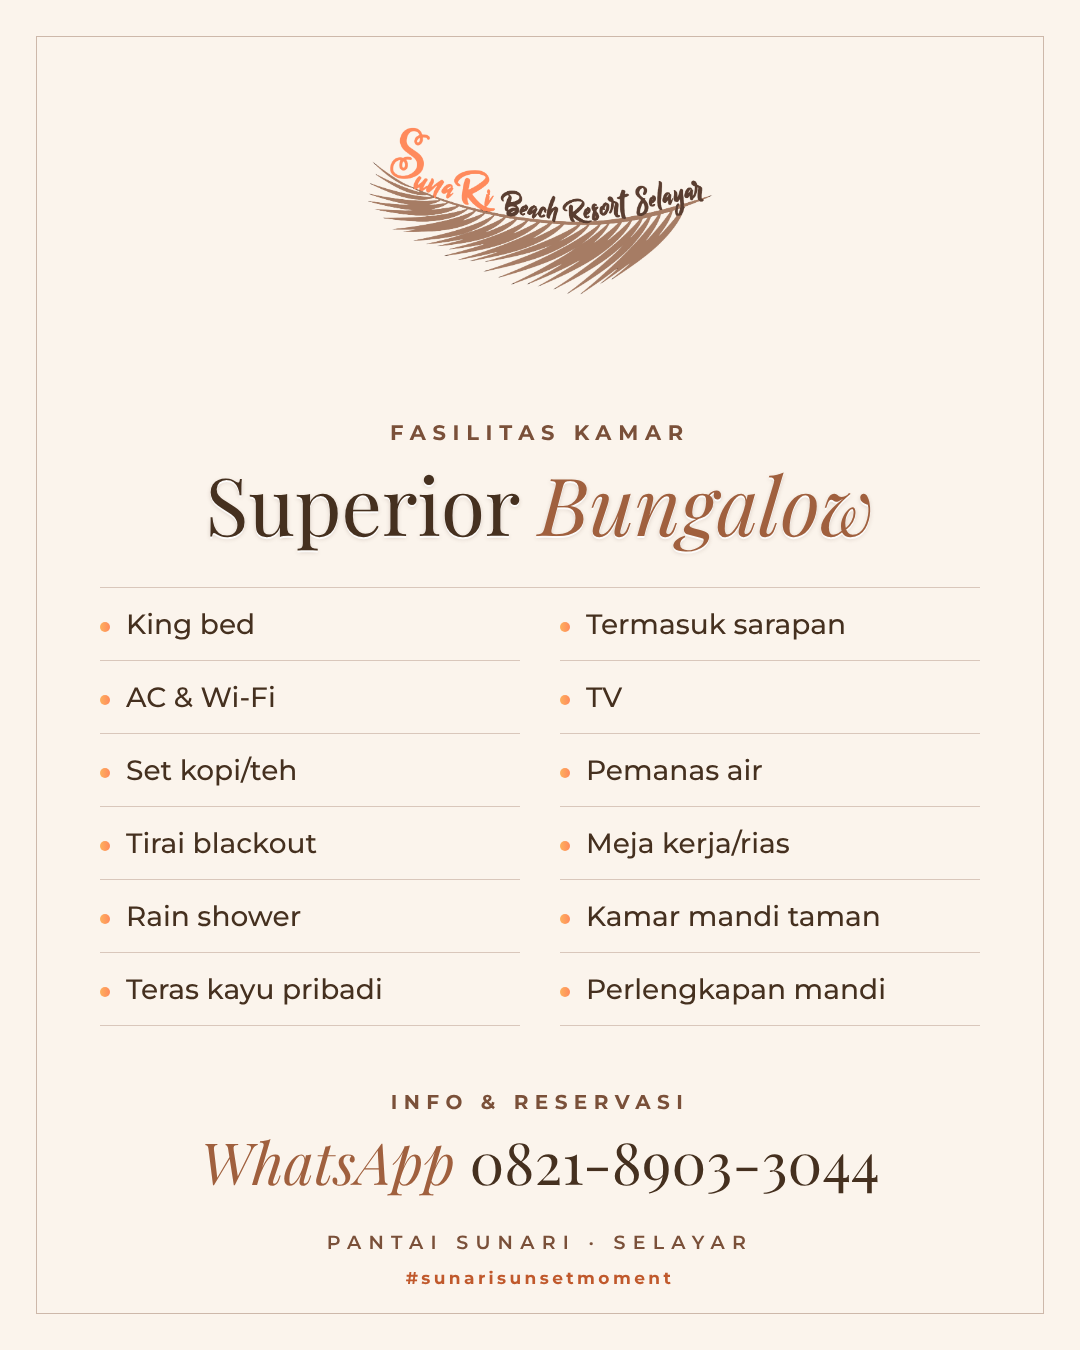 SunaRi Beach Resort Selayar
FASILITAS KAMAR
Superior Bungalow
King bed
Termasuk sarapan
AC & Wi-Fi
TV
Set kopi/teh
Pemanas air
Tirai blackout
Meja kerja/rias
Rain shower
Kamar mandi taman
Teras kayu pribadi
Perlengkapan mandi
INFO & RESERVASI
WhatsApp 0821-8903-3044
PANTAI SUNARI · SELAYAR
#sunarisunsetmoment